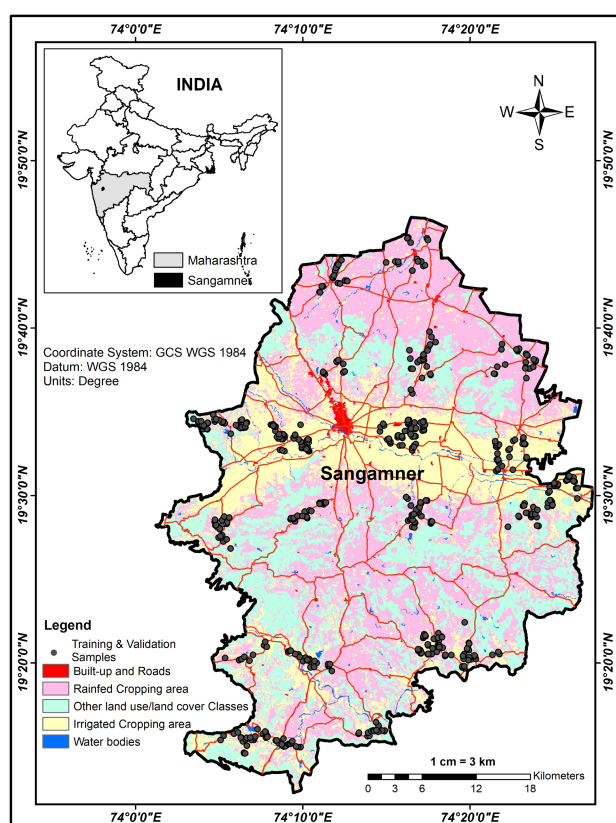 74°0'0"E 74°10'0"E 74°20'0"E
INDIA
Maharashtra
Sangamner
N
W E
S
19°50'0"N 19°50'0"N
19°40'0"N 19°40'0"N
Coordinate System: GCS WGS 1984
Datum: WGS 1984
Units: Degree
Sangamner
19°30'0"N 19°30'0"N
Legend
Training & Validation
Samples
Built-up and Roads
Rainfed Cropping area
Other land use/land cover Classes
Irrigated Cropping area
Water bodies
19°20'0"N 19°20'0"N
1 cm = 3 km
Kilometers
0 3 6 12 18
74°0'0"E 74°10'0"E 74°20'0"E